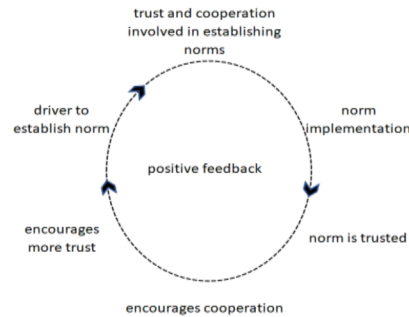 trust and cooperation
involved in establishing
norms
driver to
establish norm
norm
implementation
positive feedback
encourages
more trust
norm is trusted
encourages cooperation